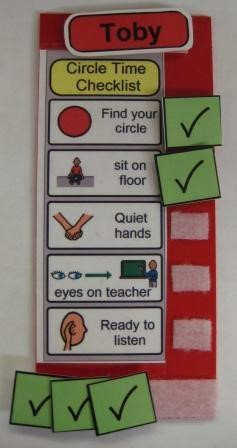 Toby
Circle Time
Checklist
Find your
circle
sit on
floor
Quiet
hands
eyes on teacher
Ready to
listen